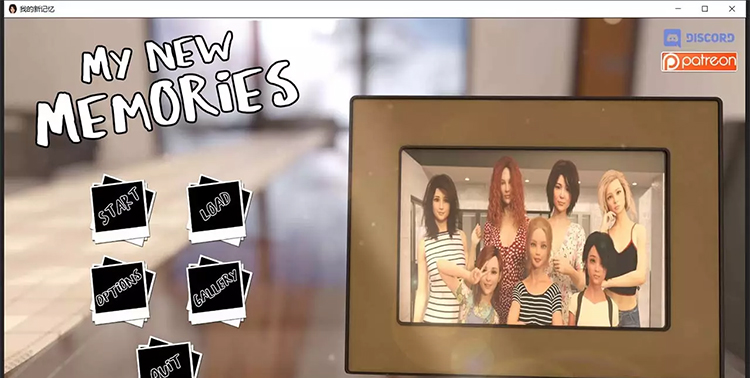 我的新记忆
MY NEW
MEMORiES
DISCORD
patreon
START
LOAD
OPTiONS
GALLERY
QUiT